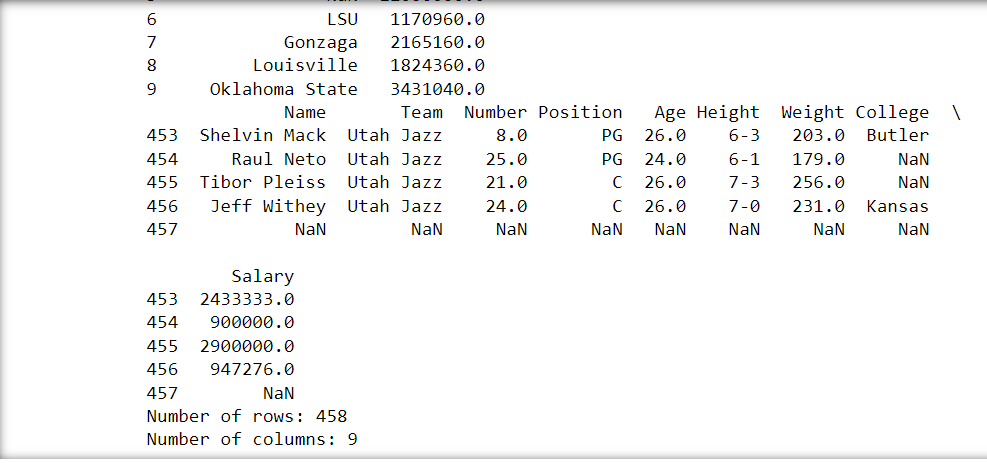 6 LSU 1170960.0
7 Gonzaga 2165160.0
8 Louisville 1824360.0
9 Oklahoma State 3431040.0
Name Team Number Position Age Height Weight College \
453 Shelvin Mack Utah Jazz 8.0 PG 26.0 6-3 203.0 Butler
454 Raul Neto Utah Jazz 25.0 PG 24.0 6-1 179.0 NaN
455 Tibor Pleiss Utah Jazz 21.0 C 26.0 7-3 256.0 NaN
456 Jeff Withey Utah Jazz 24.0 C 26.0 7-0 231.0 Kansas
457 NaN NaN NaN NaN NaN NaN NaN NaN
Salary
453 2433333.0
454 900000.0
455 2900000.0
456 947276.0
457 NaN
Number of rows: 458
Number of columns: 9